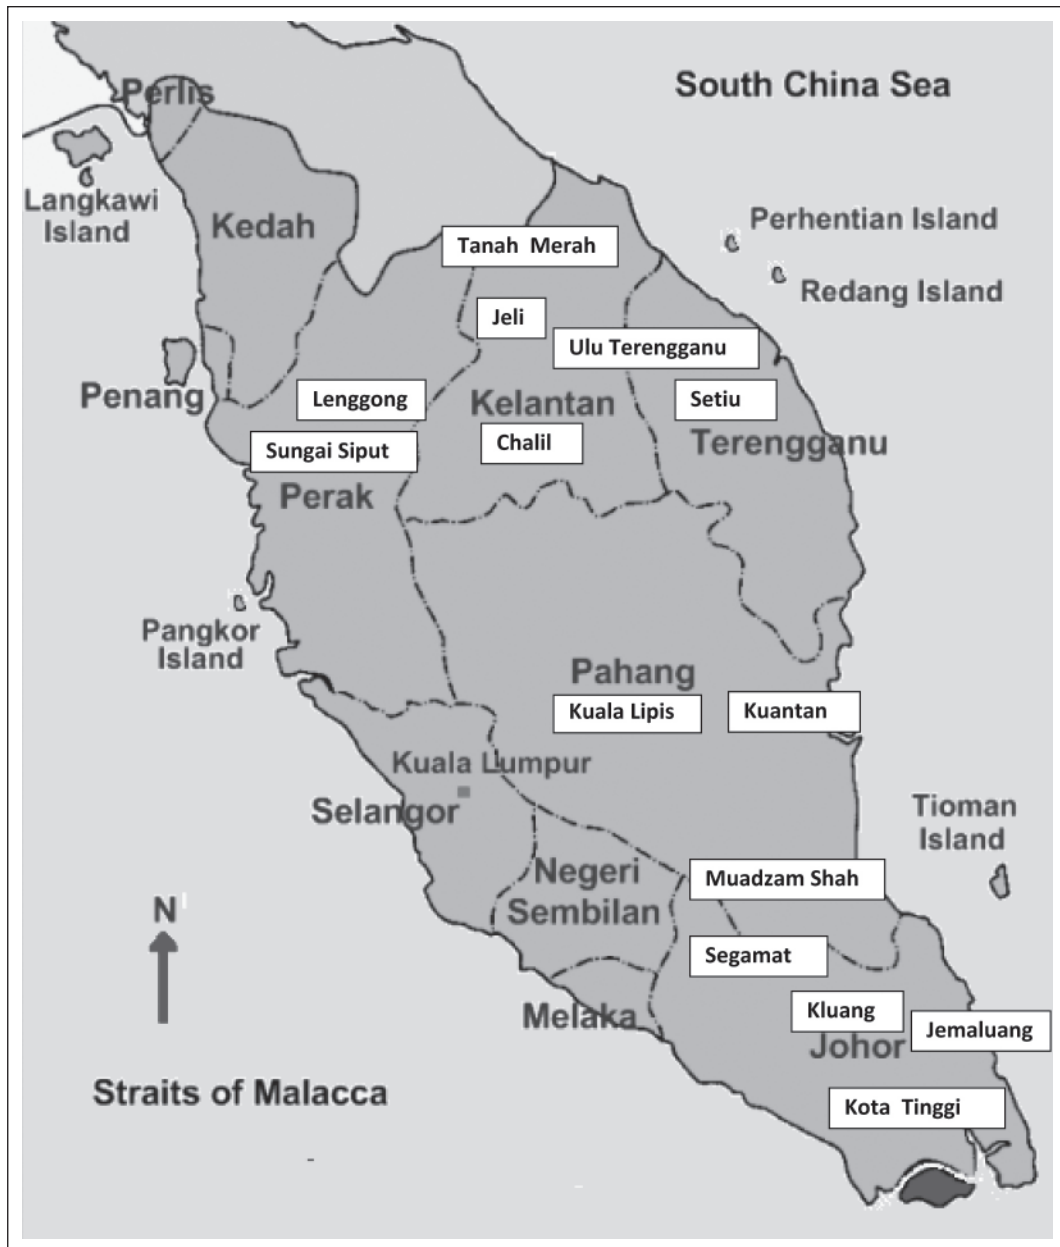 South China Sea
Perlis
Langkawi
Island
Kedah
Perhentian Island
Tanah Merah
Redang Island
Jeli
Ulu Terengganu
Penang
Lenggong
Kelantan
Setiu
Sungai Siput
Chalil
Terengganu
Perak
Pangkor
Island
Pahang
Kuala Lipis
Kuantan
Kuala Lumpur
Selangor
Tioman
Island
Negeri
Sembilan
Muadzam Shah
N
Segamat
Melaka
Kluang
Jemaluang
Johor
Straits of Malacca
Kota Tinggi